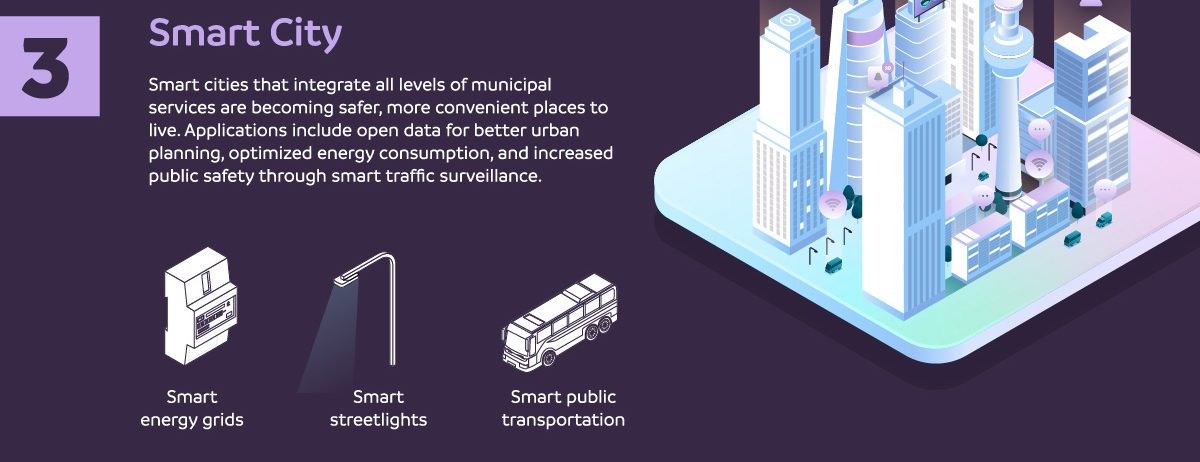 3
Smart City
Smart cities that integrate all levels of municipal
services are becoming safer, more convenient places to
live. Applications include open data for better urban
planning, optimized energy consumption, and increased
public safety through smart traffic surveillance.
Smart
energy grids
Smart
streetlights
Smart public
transportation